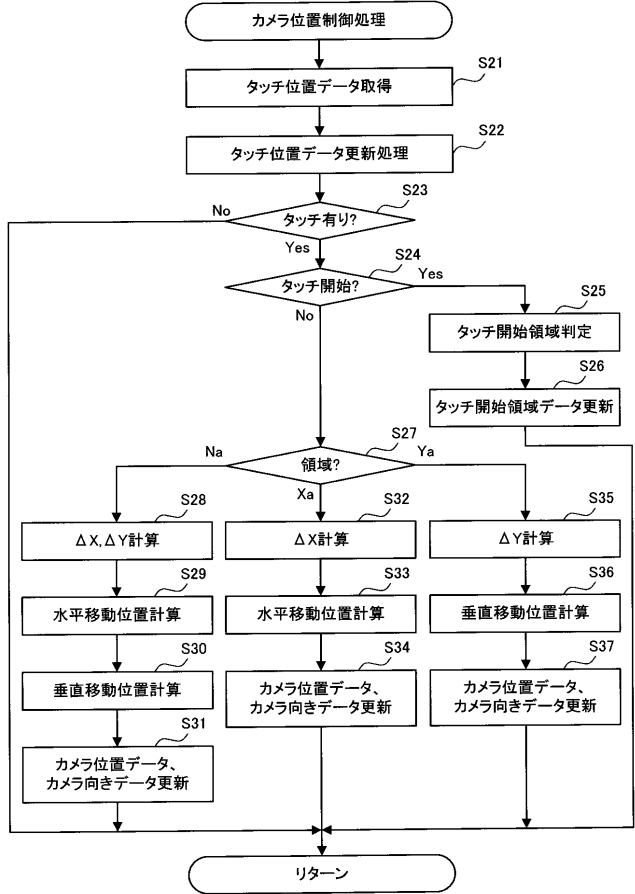 カメラ位置制御処理
S21
タッチ位置データ取得
S22
タッチ位置データ更新処理
S23
No
タッチ有り?
Yes
S24
タッチ開始?
Yes
No
S25
タッチ開始領域判定
S26
タッチ開始領域データ更新
S27
Na
領域?
Ya
Xa
S28
ΔX,ΔY計算
S29
水平移動位置計算
S30
垂直移動位置計算
S31
カメラ位置データ、
カメラ向きデータ更新
S32
ΔX計算
S33
水平移動位置計算
S34
カメラ位置データ、
カメラ向きデータ更新
S35
ΔY計算
S36
垂直移動位置計算
S37
カメラ位置データ、
カメラ向きデータ更新
リターン